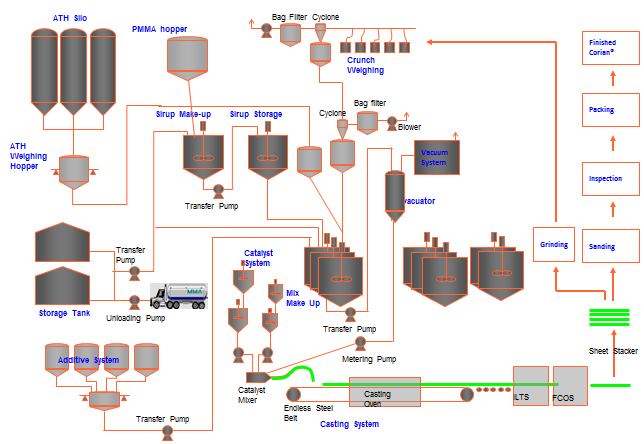 ATH Silo
PMMA hopper
Bag Filter
Cyclone
Crunch
Weighing
Finished
Corian®
Packing
Inspection
Sanding
Grinding
Sirup Make-up
Sirup Storage
Cyclone
Bag filter
Blower
Vacuum
System
ATH
Weighing
Hopper
Transfer Pump
Evacuator
Transfer
Pump
MMA
Storage Tank
Unloading Pump
Catalyst
System
Mix
Make Up
Transfer Pump
Metering Pump
Sheet Stacker
Additive System
Catalyst
Mixer
Endless Steel
Belt
Casting
Oven
Casting System
ILTS
FCOS
Transfer Pump